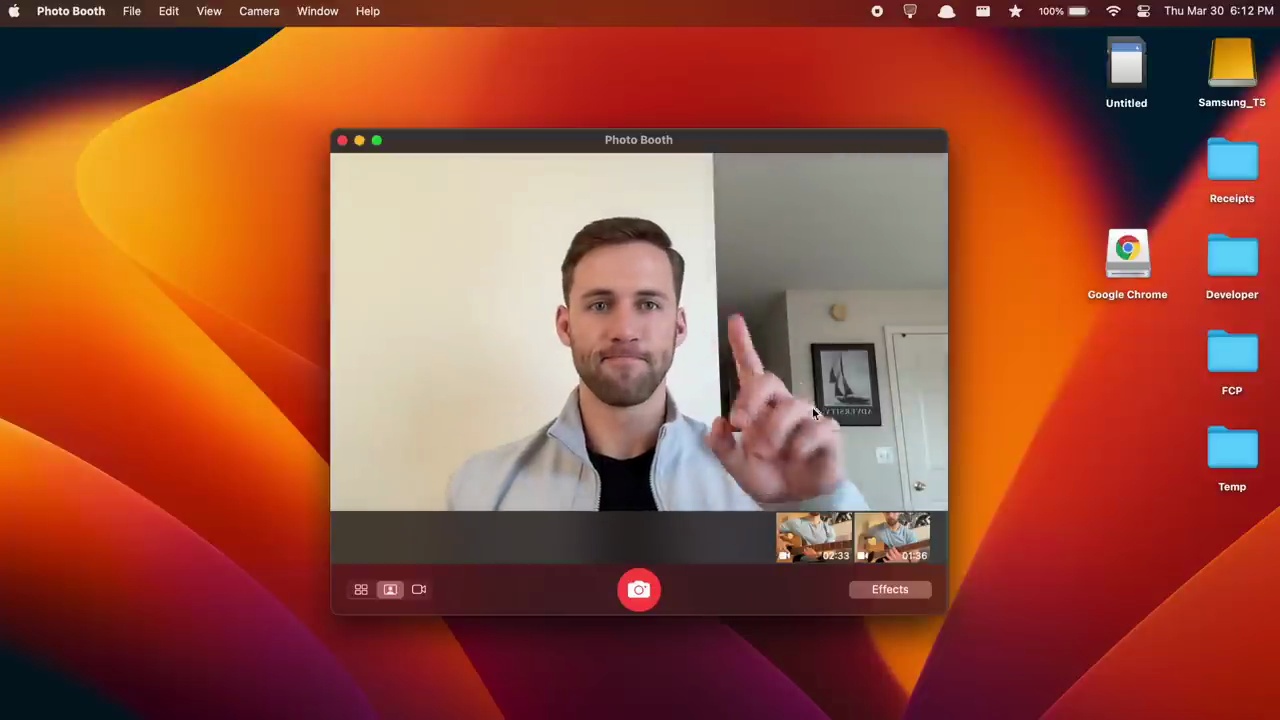 Photo Booth File Edit View Camera Window Help 100% Thu Mar 30 6:12 PM
Untitled Samsung_T5
Photo Booth
Receipts
Google Chrome Developer
ADVERSITY
FCP
Temp
02:33 01:36
Effects